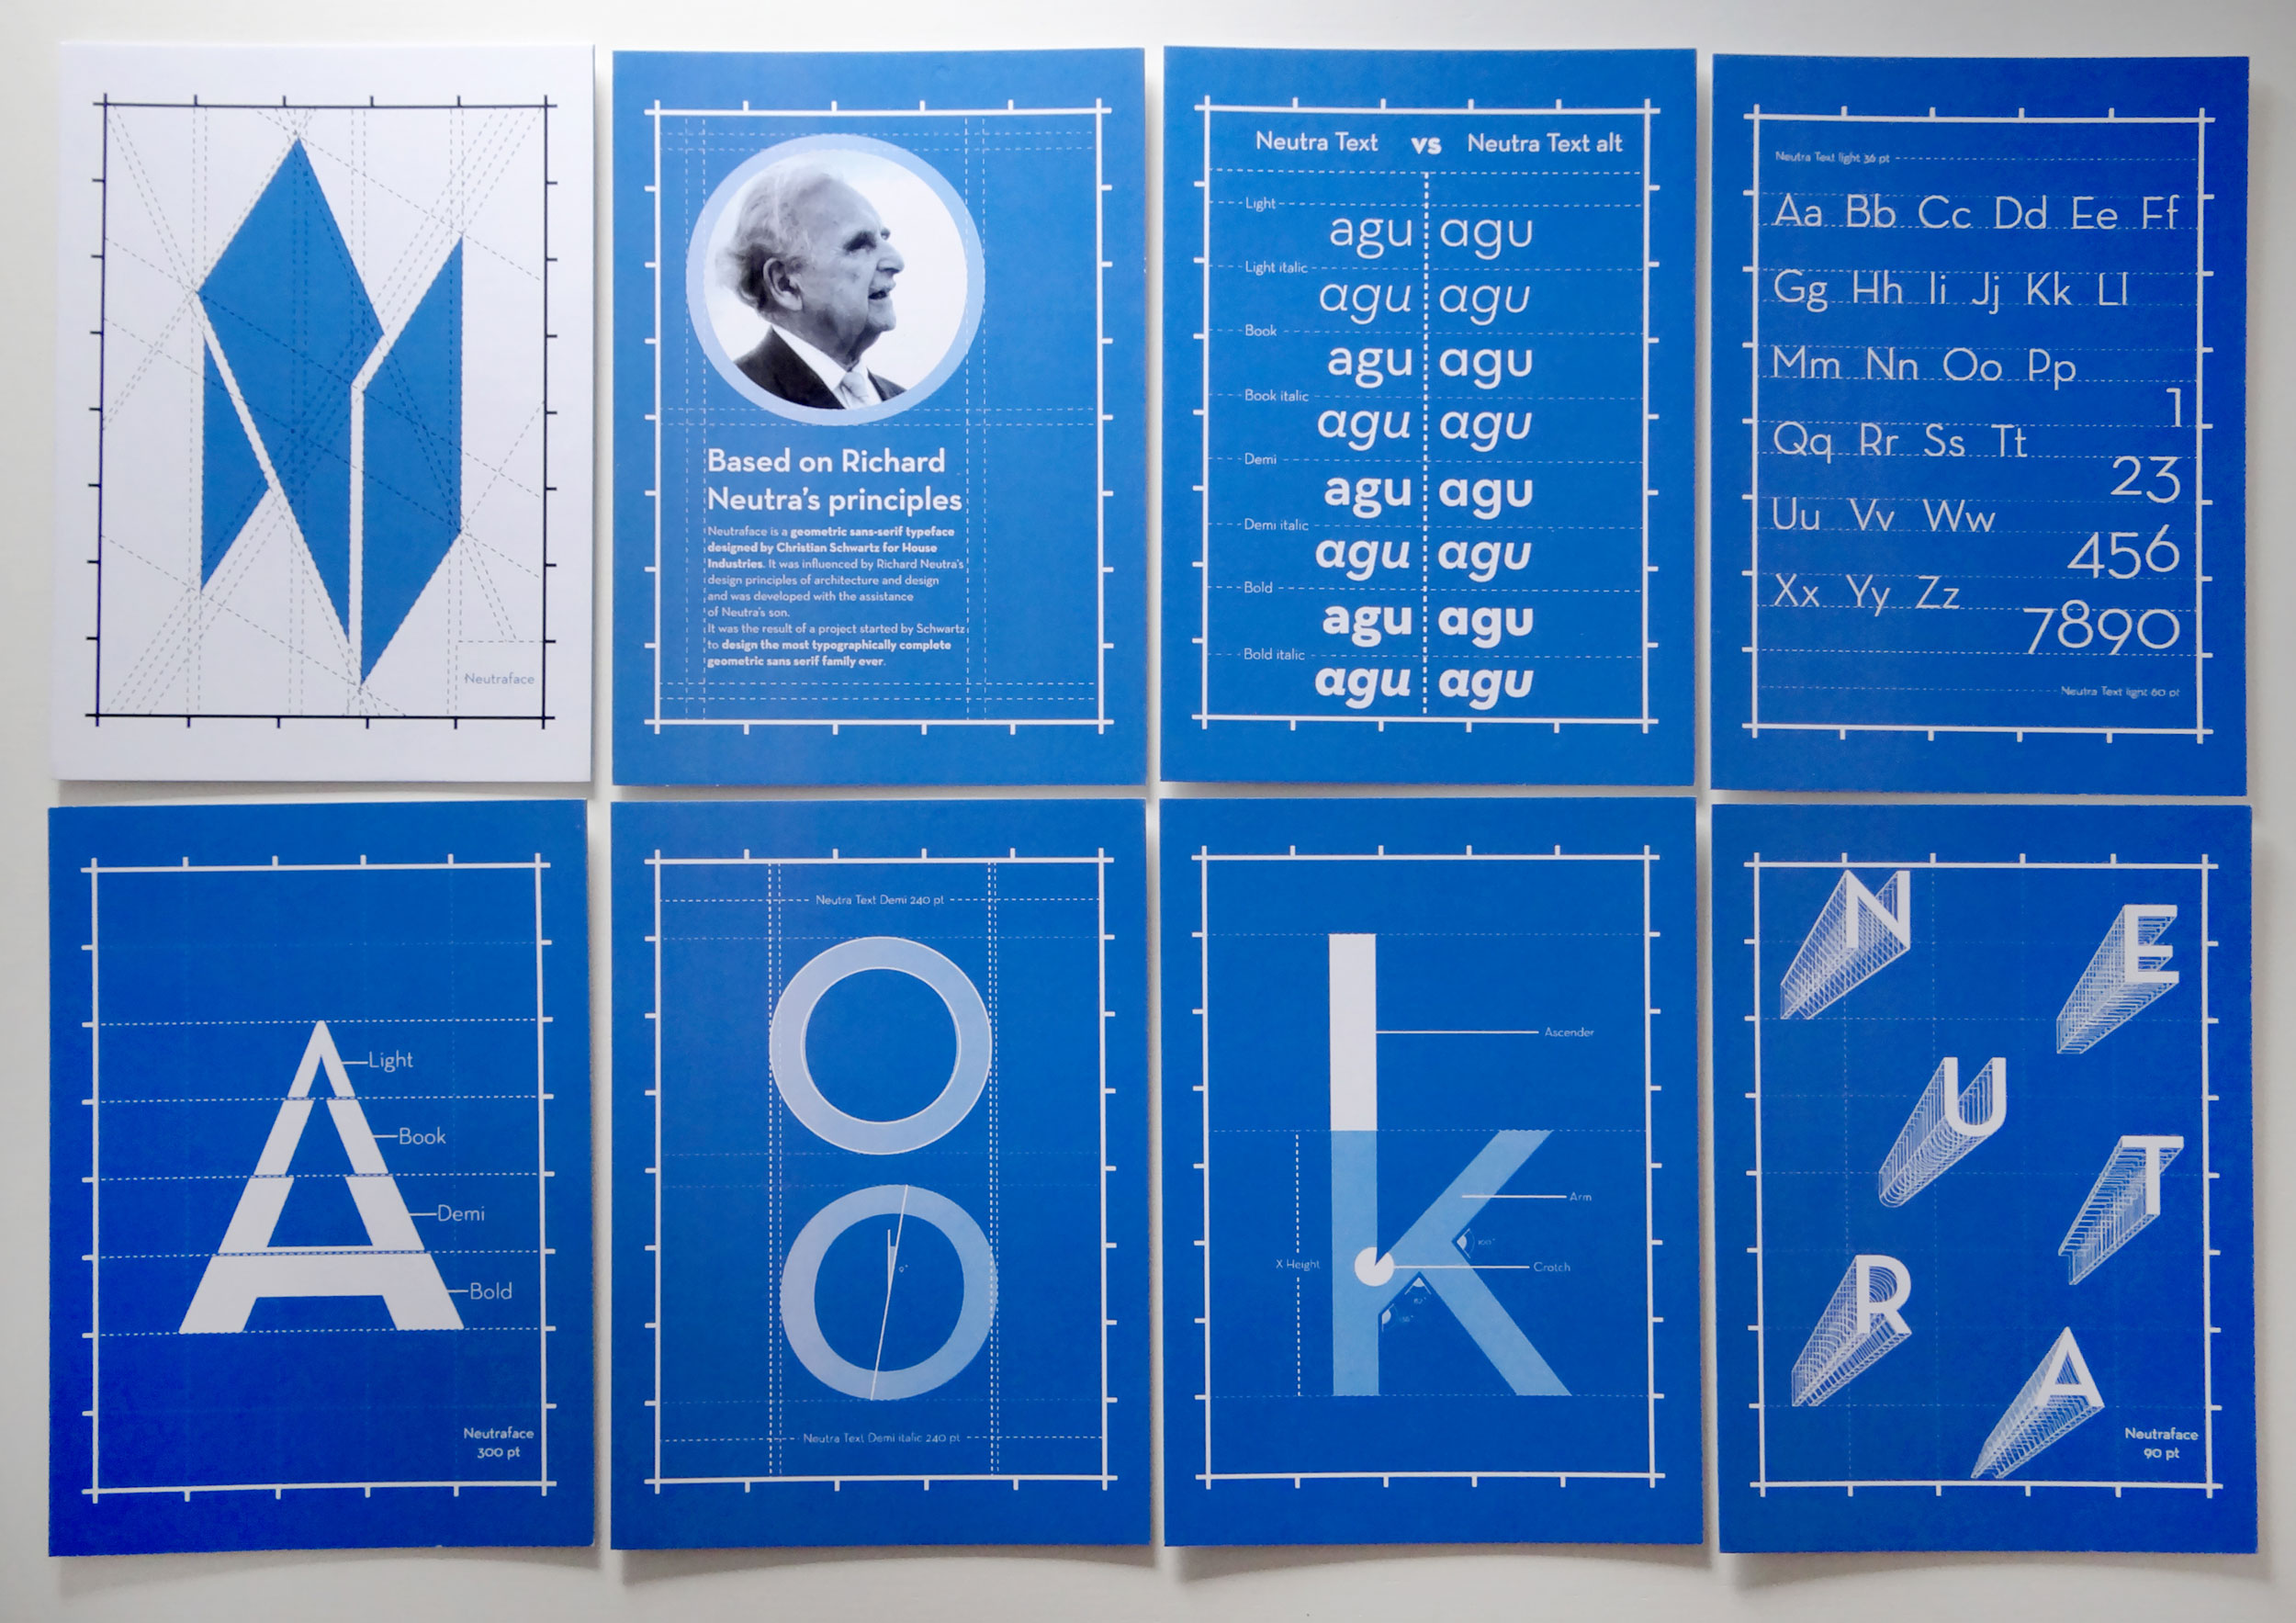 Neutraface
Based on Richard
Neutra's principles
Neutraface is a geometric sans-serif typeface
designed by Christian Schwartz for House
Industries. It was influenced by Richard Neutra's
design principles of architecture and design
and was developed with the assistance
of Neutra's son.
It was the result of a project started by Schwartz
to design the most typographically complete
geometric sans serif family ever.
Neutra Text vs Neutra Text alt
Light
agu agu
Light italic
agu agu
Book
agu agu
Book italic
agu agu
Demi
agu agu
Demi italic
agu agu
Bold
agu agu
Bold italic
agu agu
Neutra Text light 36 pt
Aa Bb Cc Dd Ee Ff
Gg Hh Ii Jj Kk Ll
Mm Nn Oo Pp
1
Qq Rr Ss Tt
23
Uu Vv Ww
456
Xx Yy Zz
7890
Neutra Text light 60 pt
A
Light
Book
Demi
Bold
Neutraface
300 pt
Neutra Text Demi 240 pt
O
O
9°
Neutra Text Demi italic 240 pt
k
Ascender
Arm
100°
X Height
Crotch
N
E
U
T
R
A
Neutraface
90 pt